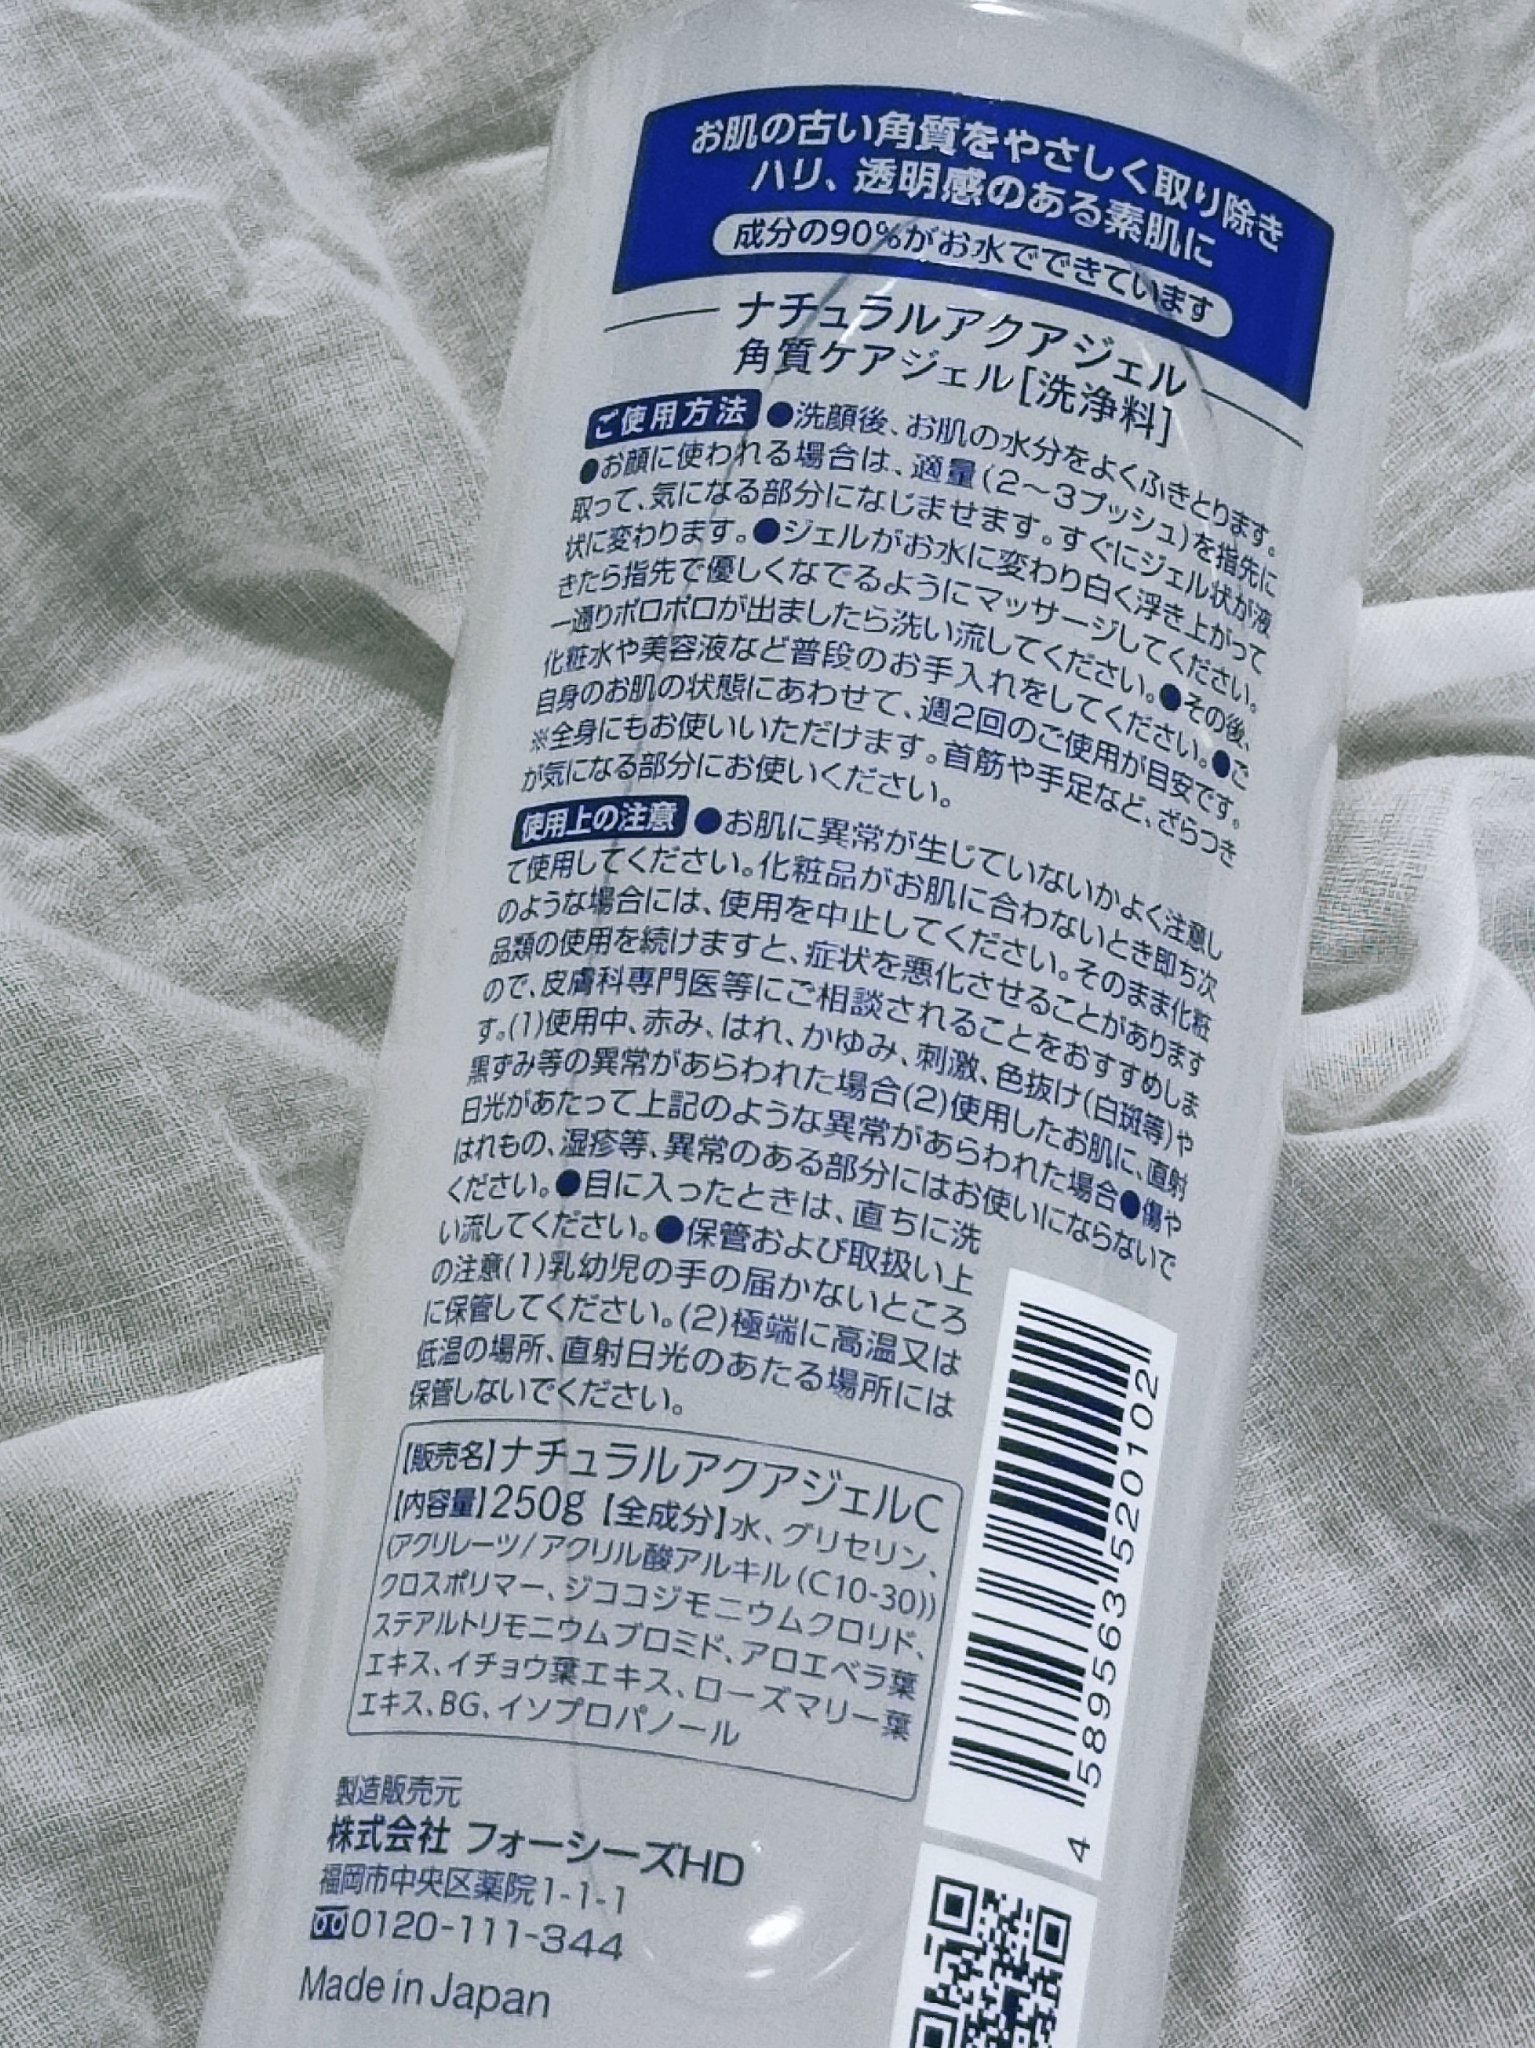 お肌の古い角質をやさしく取り除き
ハリ、透明感のある素肌に
成分の90%がお水でできています
ナチュラルアクアジェル
角質ケアジェル[洗浄料]
ご使用方法 ●洗顔後、お肌の水分をよくふきとります。
●お顔に使われる場合は、適量(2～3プッシュ)を指先に
取って、気になる部分になじませます。すぐにジェル状が液
状に変わります。●ジェルがお水に変わり白く浮き上がって
きたら指先で優しくなでるようにマッサージしてください。
一通りポロポロが出ましたら洗い流してください。●その後、
化粧水や美容液など普段のお手入れをしてください。●ご
自身のお肌の状態にあわせて、週2回のご使用が目安です。
※全身にもお使いいただけます。首筋や手足など、ざらつき
が気になる部分にお使いください。
使用上の注意 ●お肌に異常が生じていないかよく注意し
て使用してください。化粧品がお肌に合わないとき即ち次
のような場合には、使用を中止してください。そのまま化粧
品類の使用を続けますと、症状を悪化させることがあります
ので、皮膚科専門医等にご相談されることをおすすめしま
す。(1)使用中、赤み、はれ、かゆみ、刺激、色抜け(白斑等)や
黒ずみ等の異常があらわれた場合(2)使用したお肌に、直射
日光があたって上記のような異常があらわれた場合●傷や
はれもの、湿疹等、異常のある部分にはお使いにならないで
ください。●目に入ったときは、直ちに洗
い流してください。●保管および取扱い上
の注意(1)乳幼児の手の届かないところ
に保管してください。(2)極端に高温又は
低温の場所、直射日光のあたる場所には
保管しないでください。
【販売名】ナチュラルアクアジェルC
【内容量】250g【全成分】水、グリセリン、
(アクリレーツ/アクリル酸アルキル(C10-30))
クロスポリマー、ジココジモニウムクロリド、
ステアルトリモニウムブロミド、アロエベラ葉
エキス、イチョウ葉エキス、ローズマリー葉
エキス、BG、イソプロパノール
4 589563 520102
製造販売元
株式会社 フォーシーズHD
福岡市中央区薬院1-1-1
0120-111-344
Made in Japan